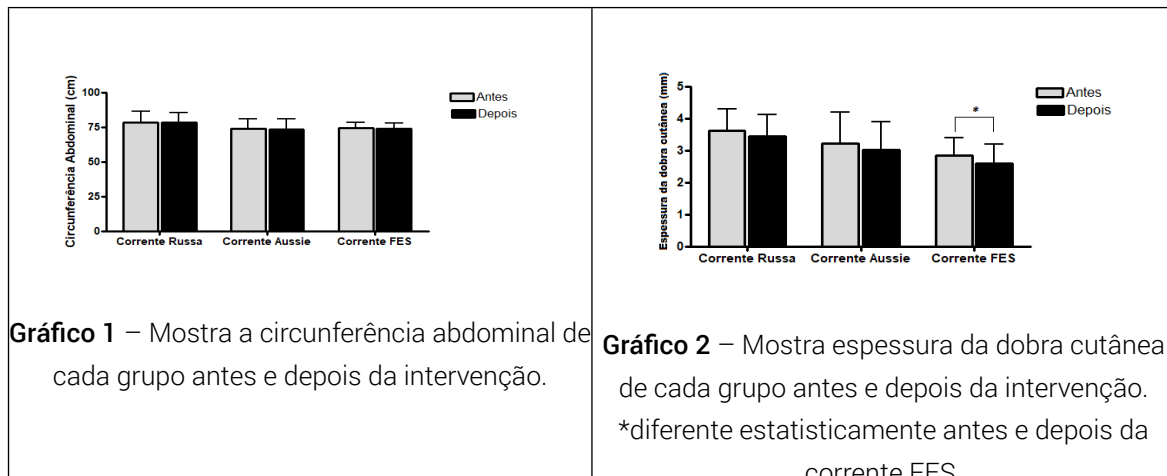 Circunferência Abdominal (cm)
100
75
50
25
0
Corrente Russa
Corrente Aussie
Corrente FES
Antes
Depois
Gráfico 1 – Mostra a circunferência abdominal de
cada grupo antes e depois da intervenção.
Espessura da dobra cutânea (mm)
5
4
3
2
1
0
*
Corrente Russa
Corrente Aussie
Corrente FES
Antes
Depois
Gráfico 2 – Mostra espessura da dobra cutânea
de cada grupo antes e depois da intervenção.
*diferente estatisticamente antes e depois da
corrente FES